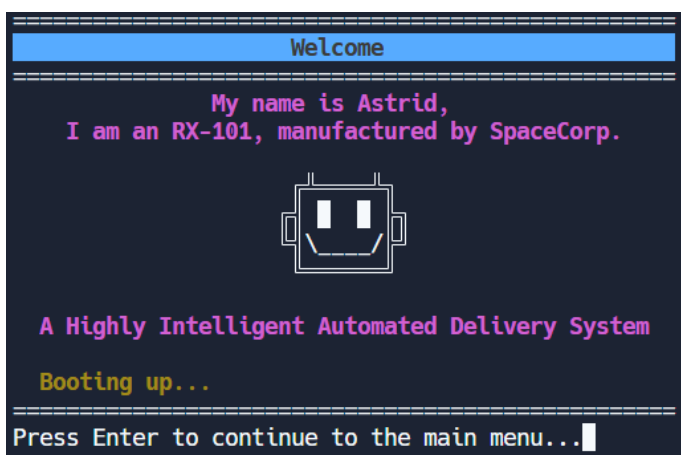 Welcome
My name is Astrid,
I am an RX-101, manufactured by SpaceCorp.
A Highly Intelligent Automated Delivery System
Booting up...
Press Enter to continue to the main menu...